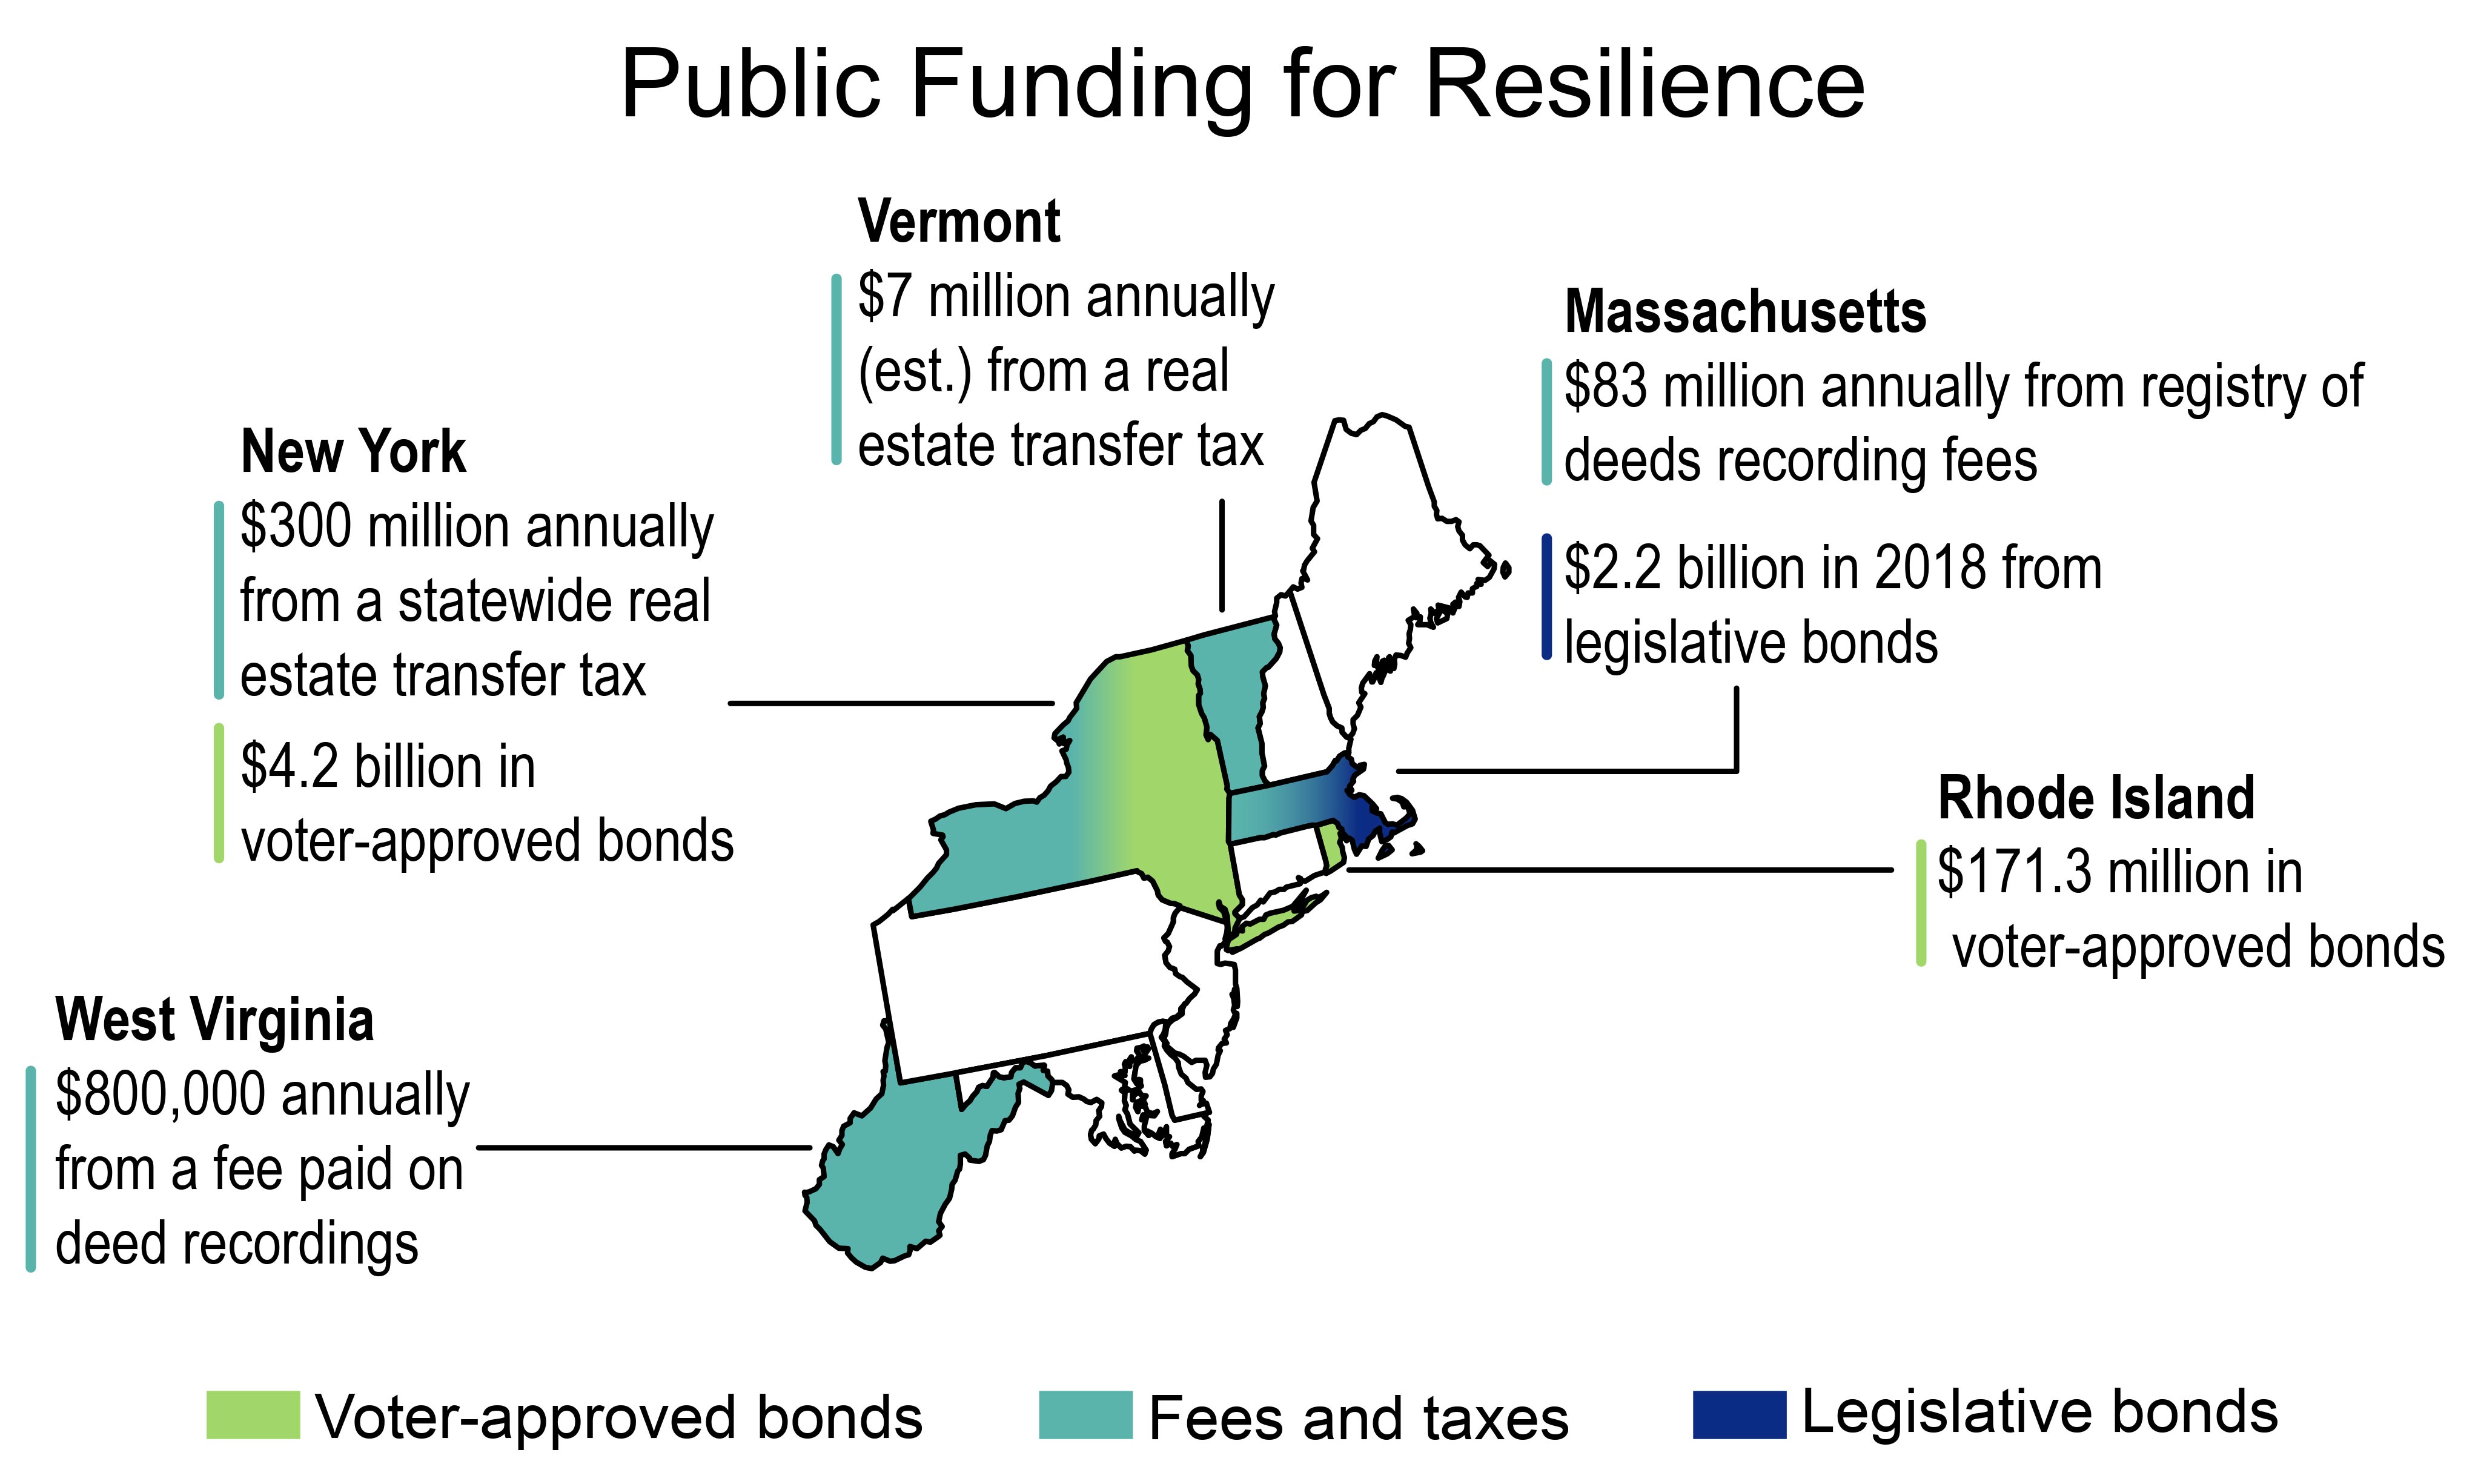 Public Funding for Resilience
Vermont
$7 million annually
(est.) from a real
estate transfer tax
Massachusetts
$83 million annually from registry of
deeds recording fees
$2.2 billion in 2018 from
legislative bonds
New York
$300 million annually
from a statewide real
estate transfer tax
$4.2 billion in
voter-approved bonds
Rhode Island
$171.3 million in
voter-approved bonds
West Virginia
$800,000 annually
from a fee paid on
deed recordings
Voter-approved bonds
Fees and taxes
Legislative bonds